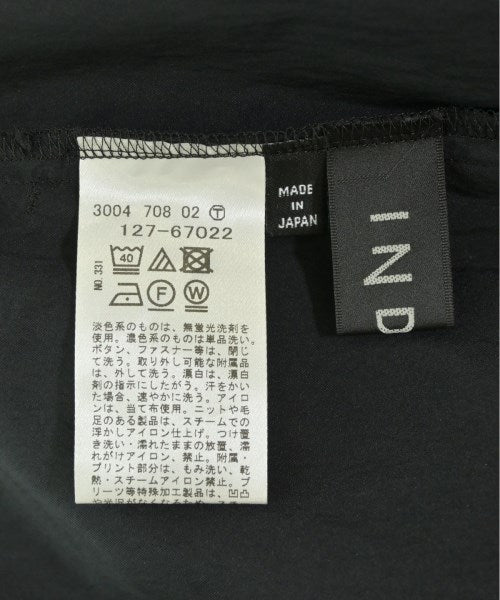 3004 708 02 Ⓣ
127-67022
NO.331
40
F
W
淡色系のものは、無蛍光洗剤を
使用。濃色系のものは単品洗い。
ボタン、ファスナー等は、閉じ
て洗う。取り外し可能な付属品
は、外して洗う。漂白は、漂白
剤の指示にしたがう。汗をかい
た場合、速やかに洗う。アイロ
ンは、当て布使用。ニットや毛
足のある製品は、スチームでの
浮かしアイロン仕上げ。つけ置
き洗い・濡れたままの放置、濡
れがけアイロン、禁止。附属・
プリント部分は、もみ洗い、乾
熱・スチームアイロン禁止。プ
リーツ等特殊加工製品は、凹凸
MADE
IN
JAPAN
IND